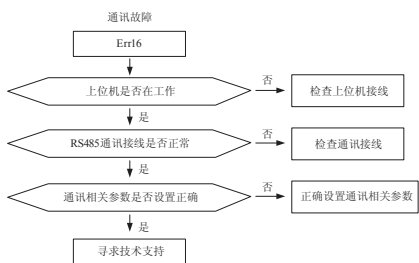 通讯故障
Err16
上位机是否在工作
否
检查上位机接线
是
RS485通讯接线是否正常
否
检查通讯接线
是
通讯相关参数是否设置正确
否
正确设置通讯相关参数
是
寻求技术支持